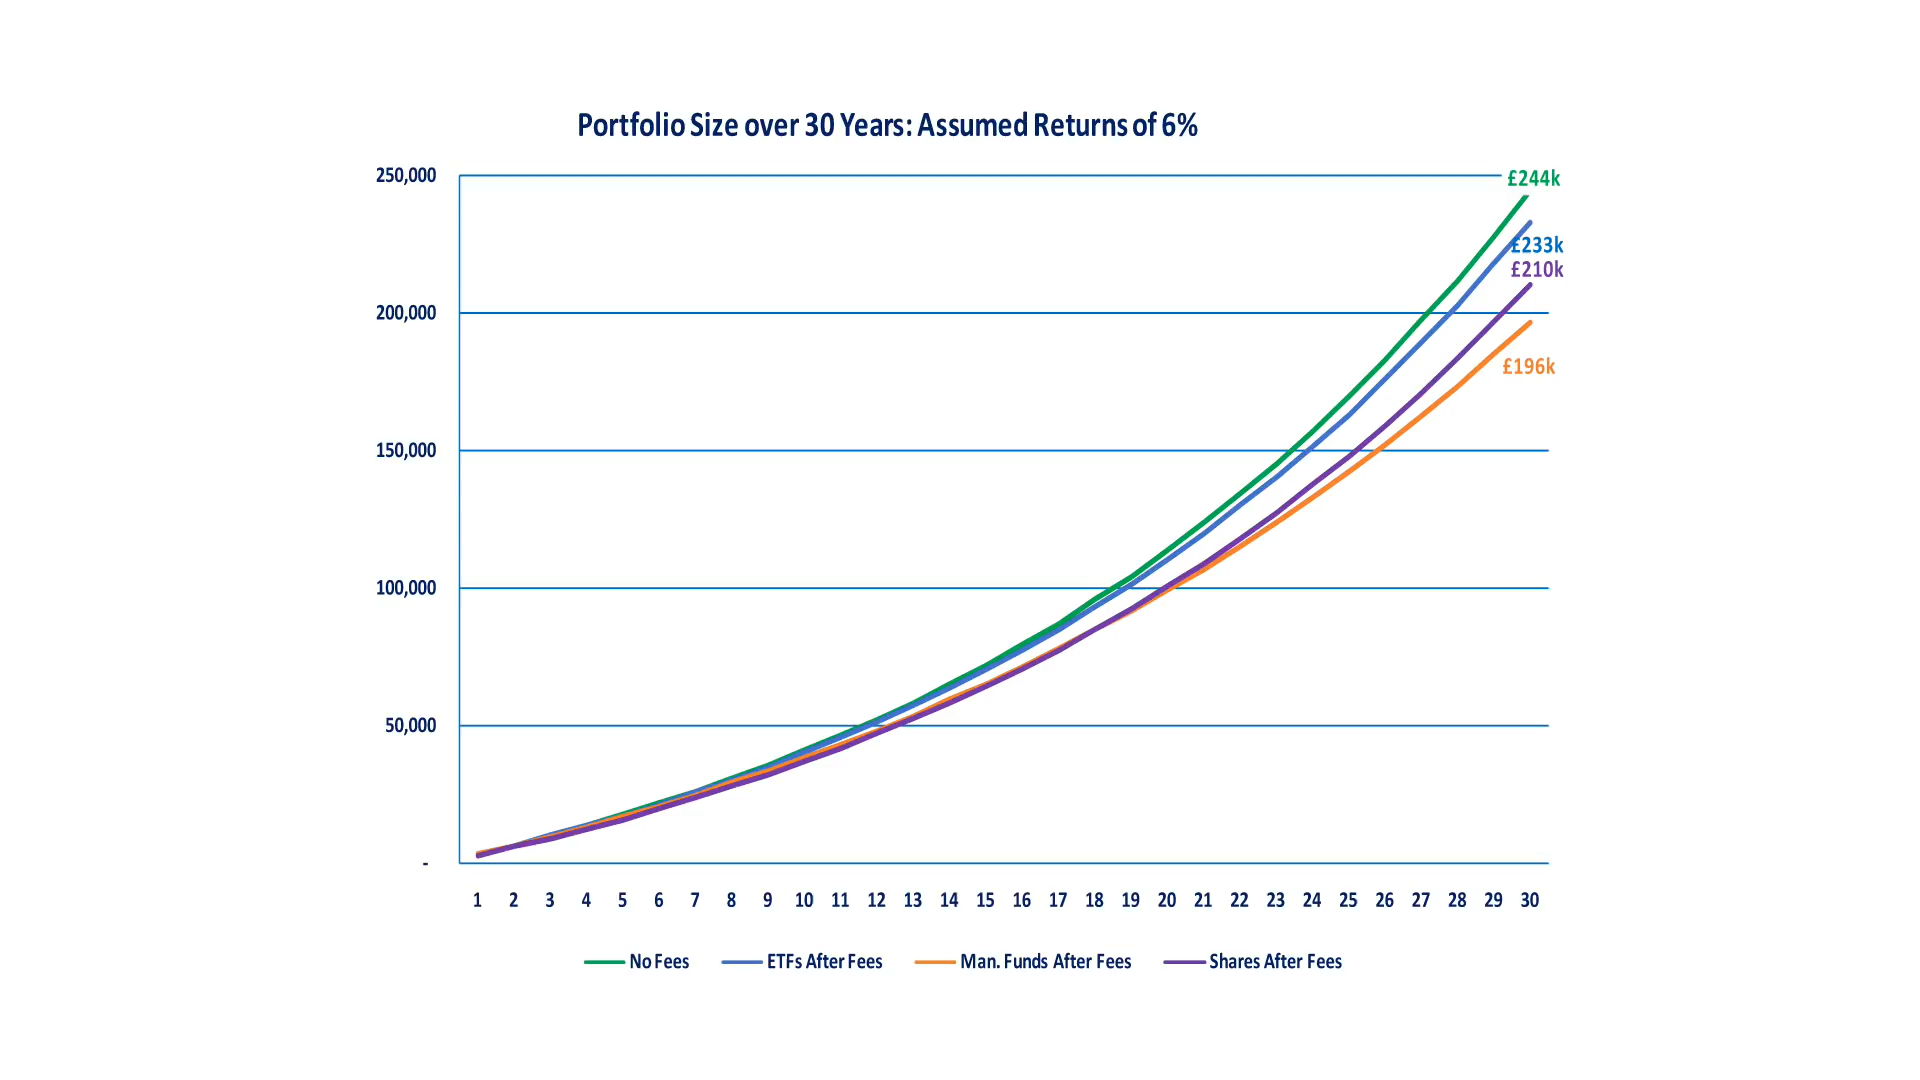 Portfolio Size over 30 Years: Assumed Returns of 6%
250,000
£244k
£233k
£210k
200,000
£196k
150,000
100,000
50,000
-
1 2 3 4 5 6 7 8 9 10 11 12 13 14 15 16 17 18 19 20 21 22 23 24 25 26 27 28 29 30
No Fees ETFs After Fees Man. Funds After Fees Shares After Fees